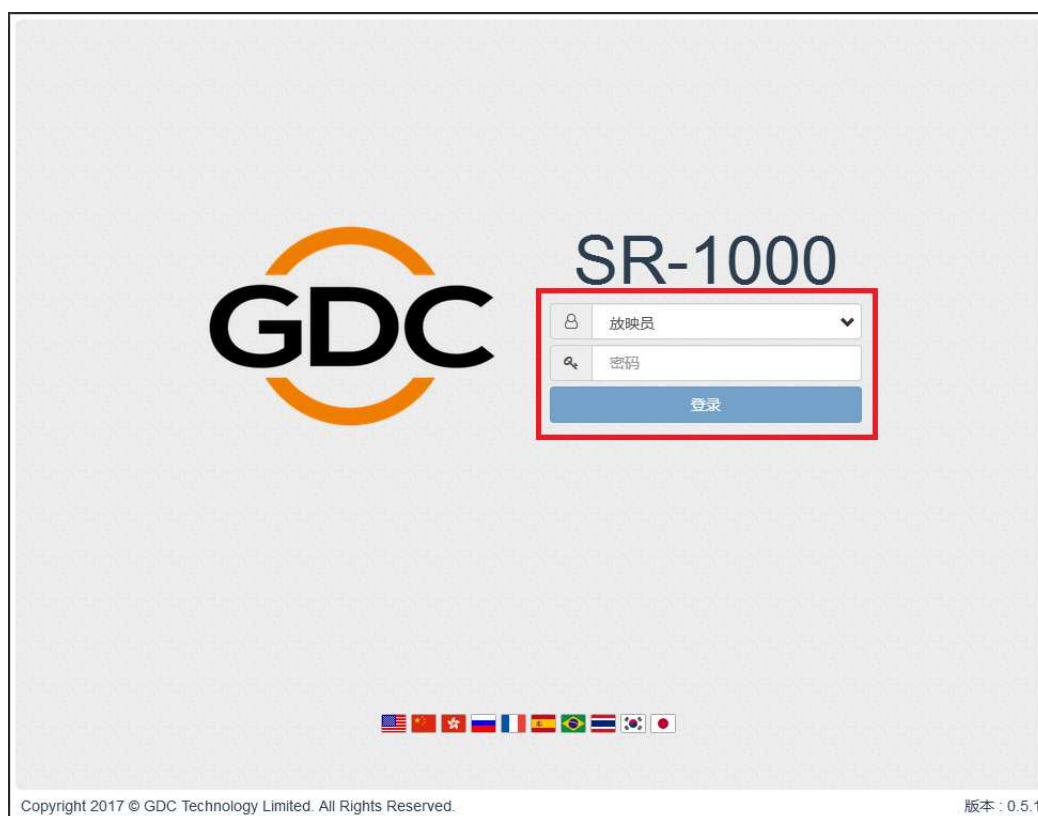 GDC
SR-1000
放映员
密码
登录
Copyright 2017 © GDC Technology Limited. All Rights Reserved.
版本 : 0.5.1